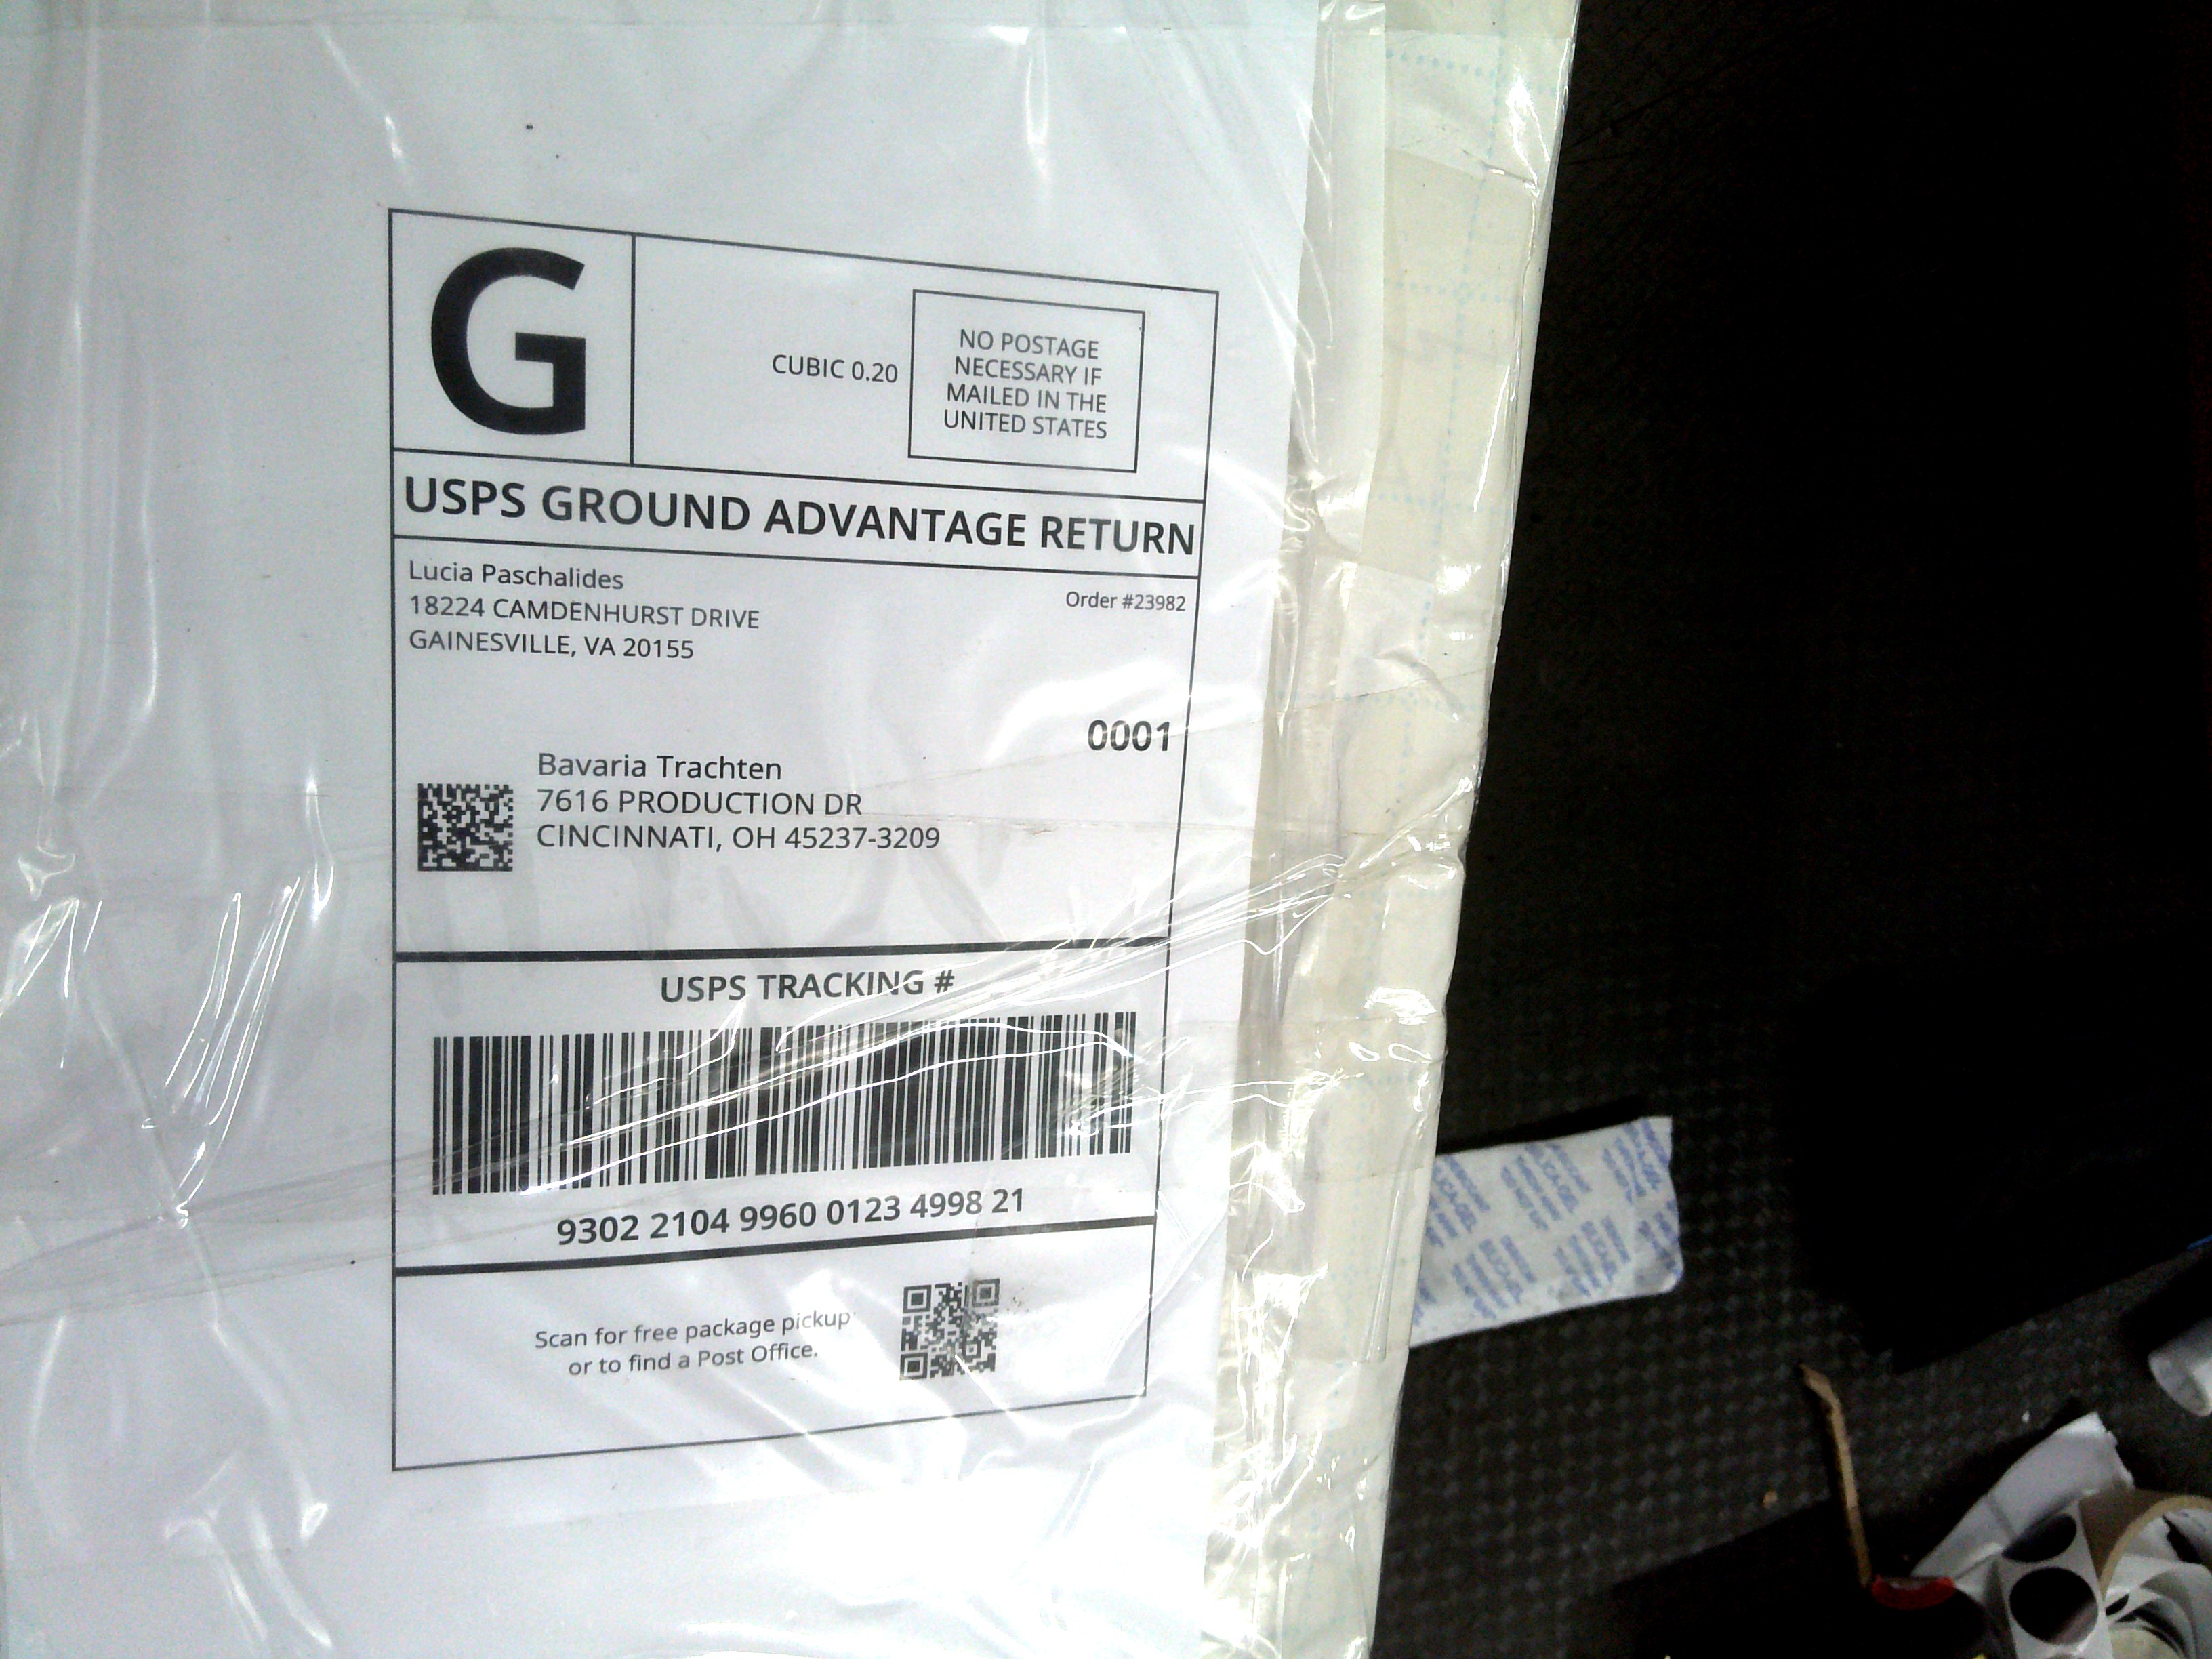 G
CUBIC 0.20
NO POSTAGE
NECESSARY IF
MAILED IN THE
UNITED STATES
USPS GROUND ADVANTAGE RETURN
Lucia Paschalides
18224 CAMDENHURST DRIVE
GAINESVILLE, VA 20155
Order #23982
0001
Bavaria Trachten
7616 PRODUCTION DR
CINCINNATI, OH 45237-3209
USPS TRACKING #
9302 2104 9960 0123 4998 21
Scan for free package pickup
or to find a Post Office.